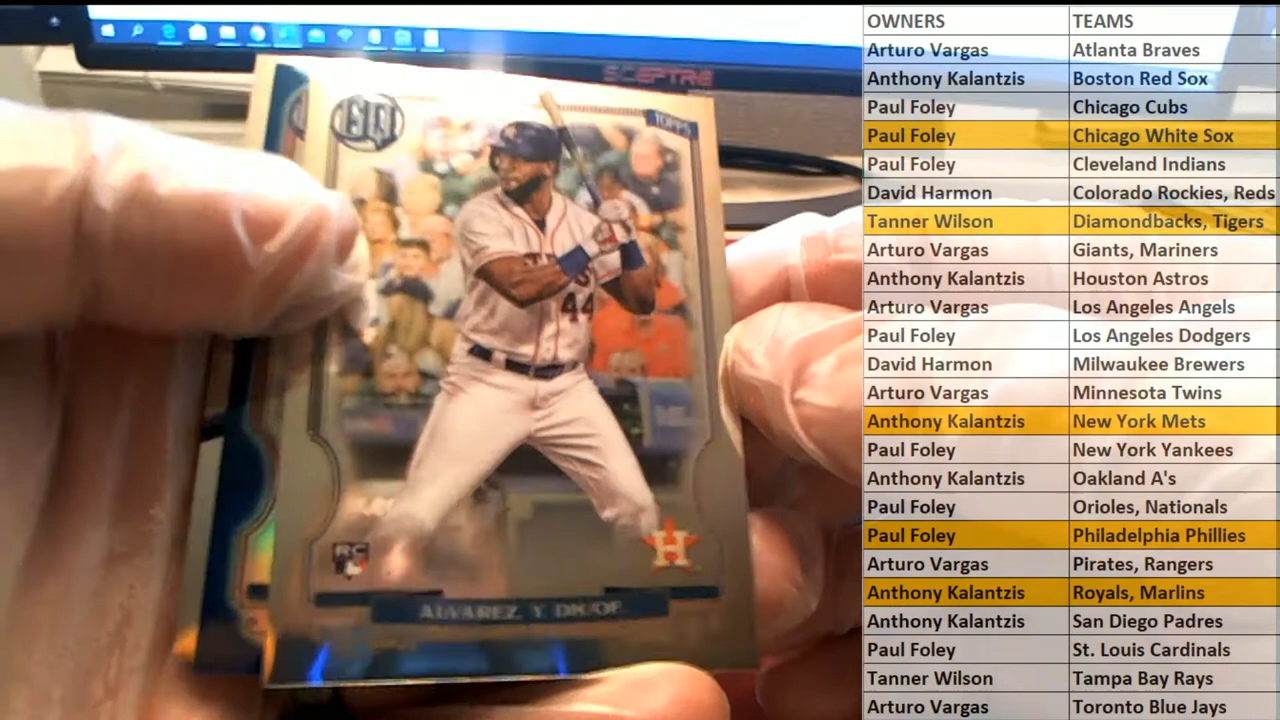 SCEPTRE
GQ
TOPPS
44
RC
H
ALVAREZ, Y. DH/OF
OWNERS TEAMS
Arturo Vargas Atlanta Braves
Anthony Kalantzis Boston Red Sox
Paul Foley Chicago Cubs
Paul Foley Chicago White Sox
Paul Foley Cleveland Indians
David Harmon Colorado Rockies, Reds
Tanner Wilson Diamondbacks, Tigers
Arturo Vargas Giants, Mariners
Anthony Kalantzis Houston Astros
Arturo Vargas Los Angeles Angels
Paul Foley Los Angeles Dodgers
David Harmon Milwaukee Brewers
Arturo Vargas Minnesota Twins
Anthony Kalantzis New York Mets
Paul Foley New York Yankees
Anthony Kalantzis Oakland A's
Paul Foley Orioles, Nationals
Paul Foley Philadelphia Phillies
Arturo Vargas Pirates, Rangers
Anthony Kalantzis Royals, Marlins
Anthony Kalantzis San Diego Padres
Paul Foley St. Louis Cardinals
Tanner Wilson Tampa Bay Rays
Arturo Vargas Toronto Blue Jays